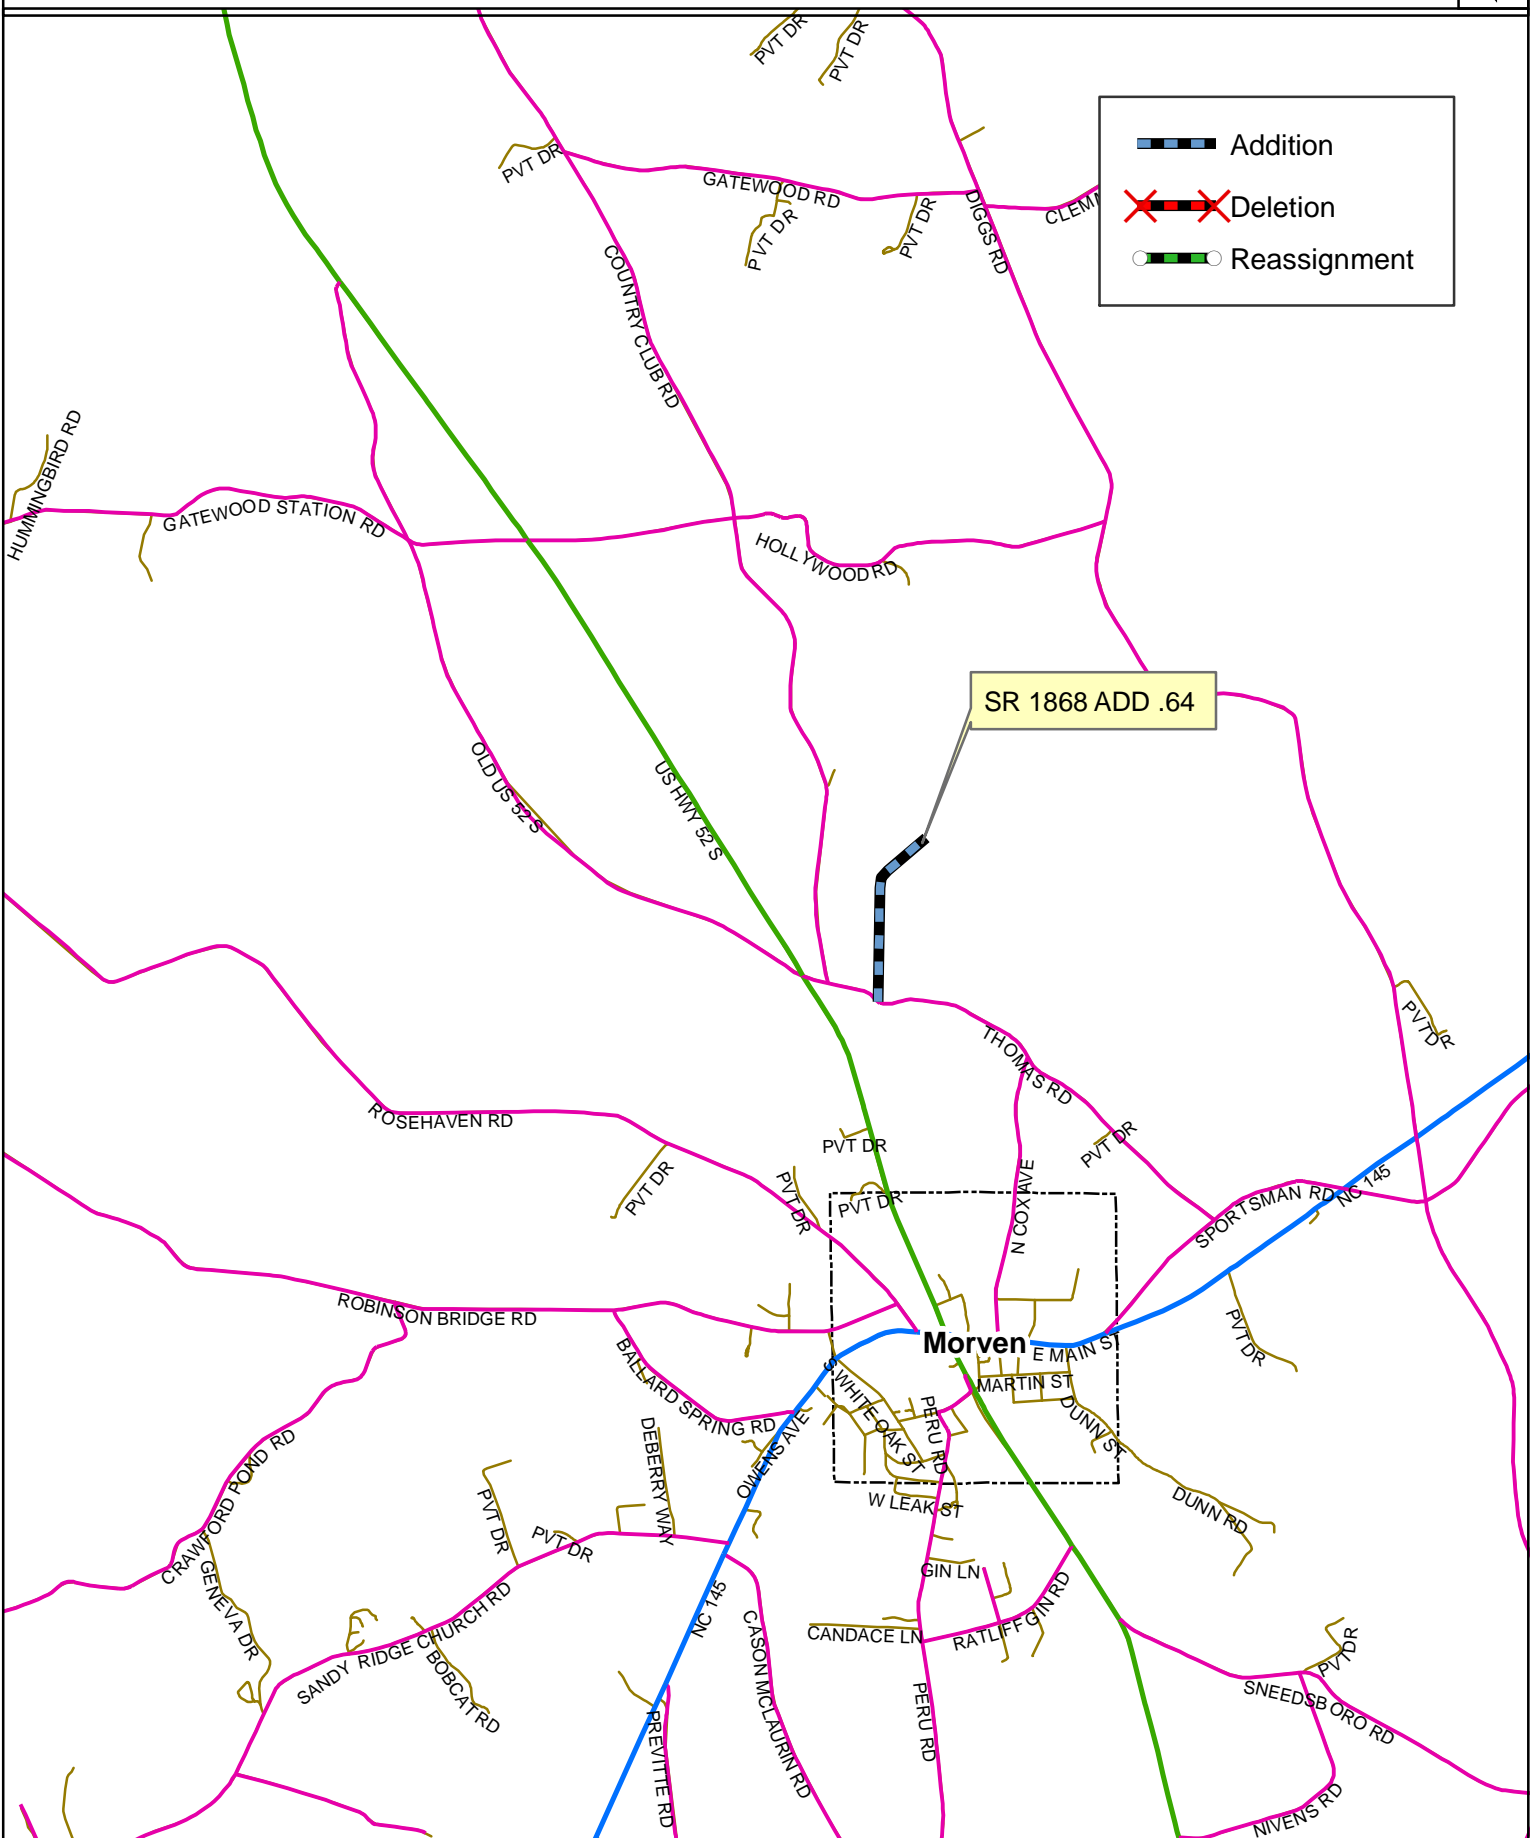 PVT DR
PVT DR
Addition
Deletion
Reassignment
PVT DR
GATEWOOD RD
PVT DR
PVT DR
DIGGS RD
CLEMM
COUNTRY CLUB RD
HUMMINGBIRD RD
GATEWOOD STATION RD
HOLLYWOOD RD
SR 1868 ADD .64
OLD US 52 S
US HWY 52 S
PVT DR
THOMAS RD
ROSEHAVEN RD
PVT DR
PVT DR
PVT DR
PVT DR
PVT DR
N COX AVE
SPORTSMAN RD
NC 145
ROBINSON BRIDGE RD
Morven
E MAIN ST
PVT DR
BALLARD SPRING RD
S WHITE OAK ST
MARTIN ST
PERU RD
DUNN ST
OWENS AVE
DEBERRY WAY
CRAWFORD POND RD
PVT DR
PVT DR
W LEAK ST
DUNN RD
GENEVA DR
GIN LN
SANDY RIDGE CHURCH RD
BOBCAT RD
NC 145
CASON MCLAURIN RD
CANDACE LN
RATLIFF GIN RD
PVT DR
SNEEDSBORO RD
PREVITTE RD
PERU RD
NIVENS RD